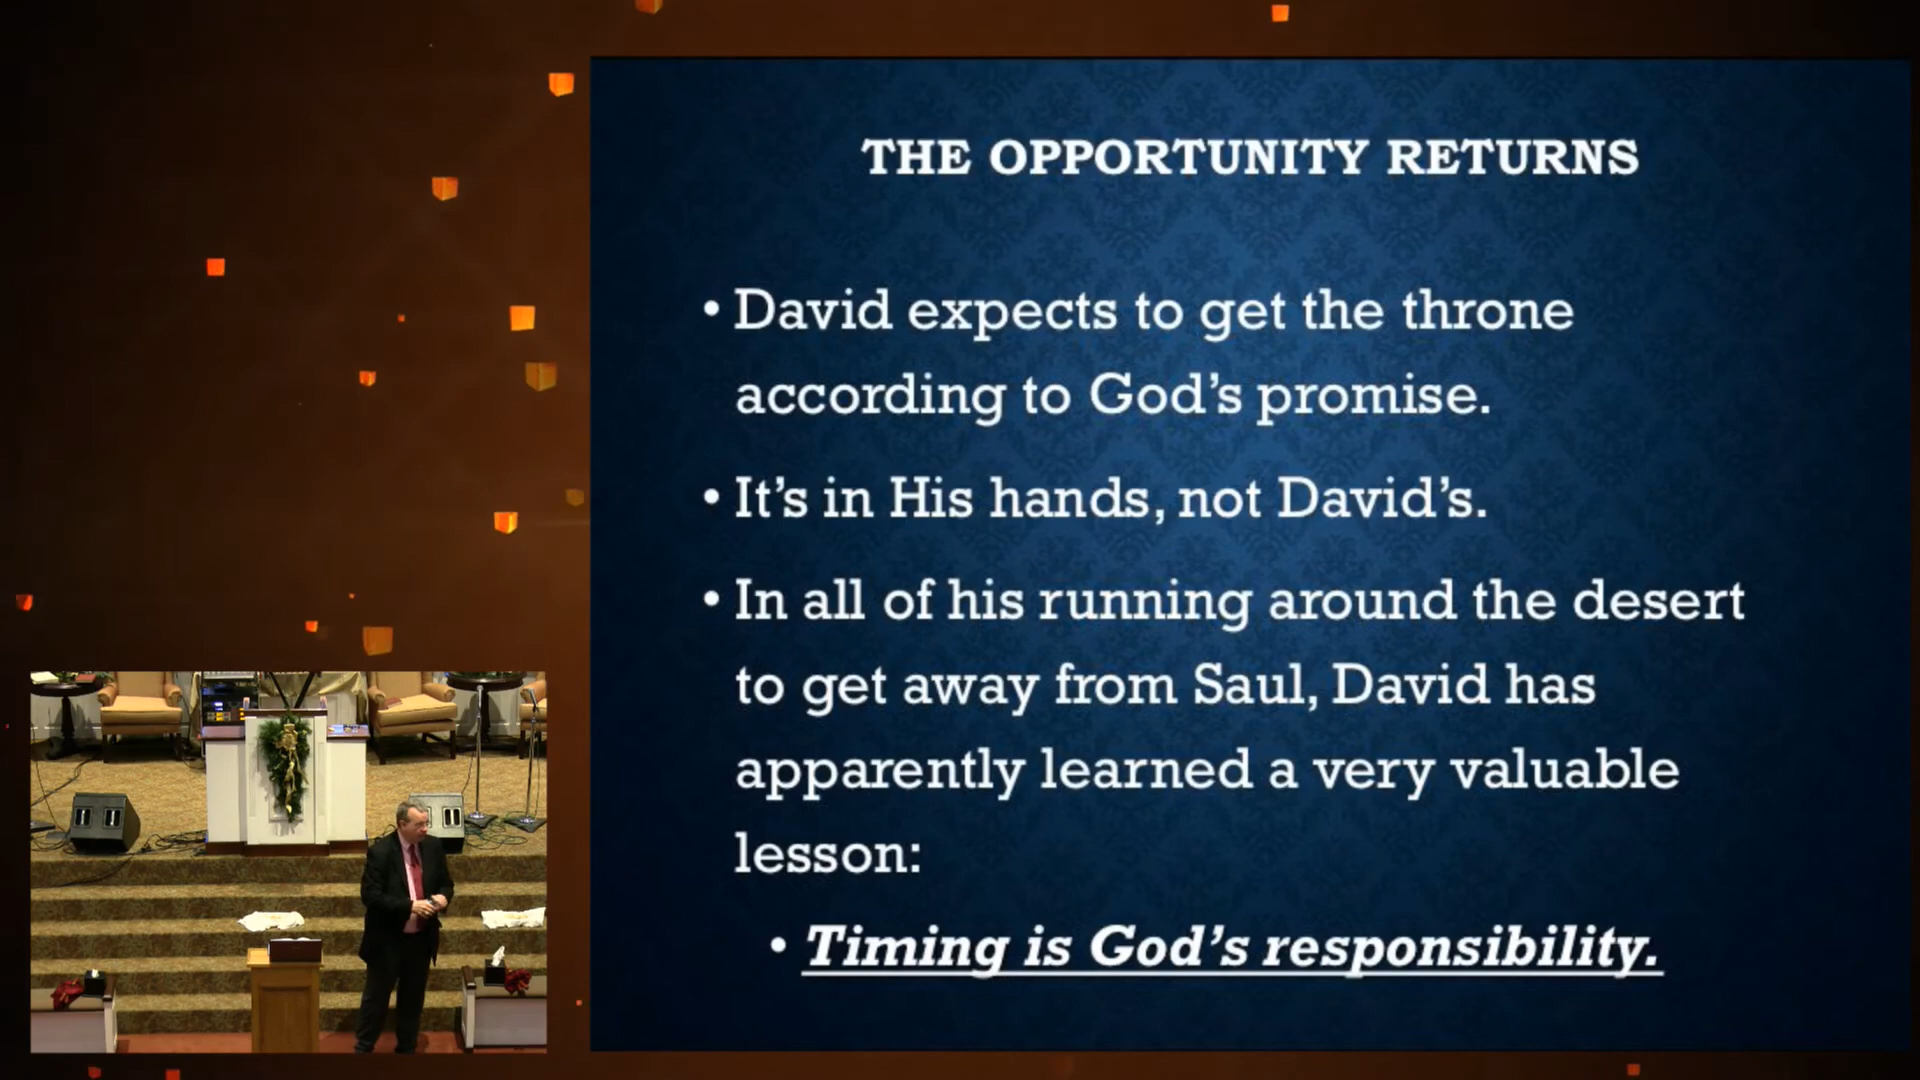 THE OPPORTUNITY RETURNS
• David expects to get the throne
according to God's promise.
• It's in His hands, not David's.
• In all of his running around the desert
to get away from Saul, David has
apparently learned a very valuable
lesson:
• Timing is God's responsibility.